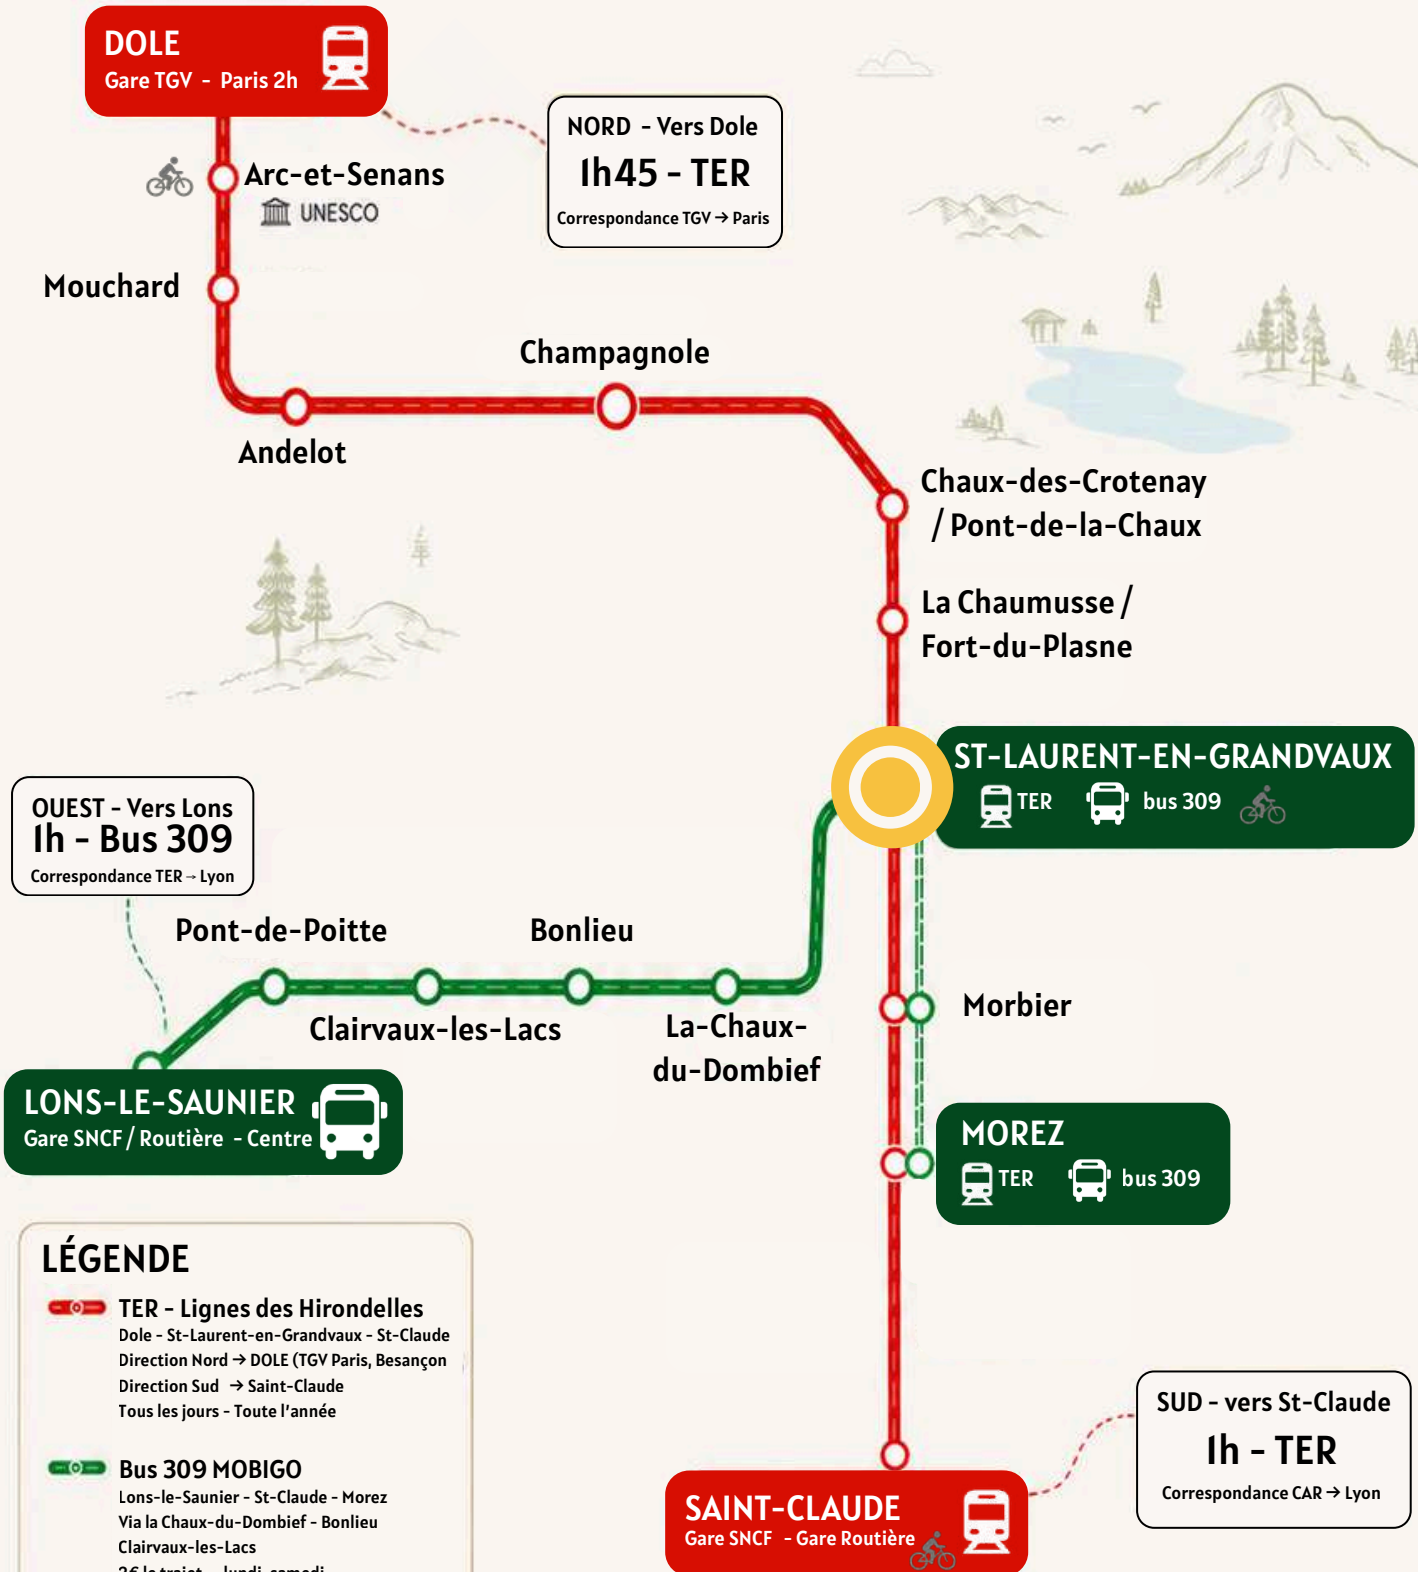 DOLE
Gare TGV - Paris 2h
NORD - Vers Dole
1h45 - TER
Correspondance TGV → Paris
Arc-et-Senans
UNESCO
Mouchard
Champagnole
Andelot
Chaux-des-Crotenay
/ Pont-de-la-Chaux
La Chaumusse /
Fort-du-Plasne
ST-LAURENT-EN-GRANDVAUX
TER bus 309
OUEST - Vers Lons
1h - Bus 309
Correspondance TER → Lyon
Pont-de-Poitte
Bonlieu
Clairvaux-les-Lacs
La-Chaux-
du-Dombief
Morbier
LONS-LE-SAUNIER
Gare SNCF / Routière - Centre
MOREZ
TER bus 309
LÉGENDE
TER - Lignes des Hirondelles
Dole - St-Laurent-en-Grandvaux - St-Claude
Direction Nord → DOLE (TGV Paris, Besançon
Direction Sud → Saint-Claude
Tous les jours - Toute l'année
Bus 309 MOBIGO
Lons-le-Saunier - St-Claude - Morez
Via la Chaux-du-Dombief - Bonlieu
Clairvaux-les-Lacs
le trajet lundi-samedi
SUD - vers St-Claude
1h - TER
Correspondance CAR → Lyon
SAINT-CLAUDE
Gare SNCF - Gare Routière